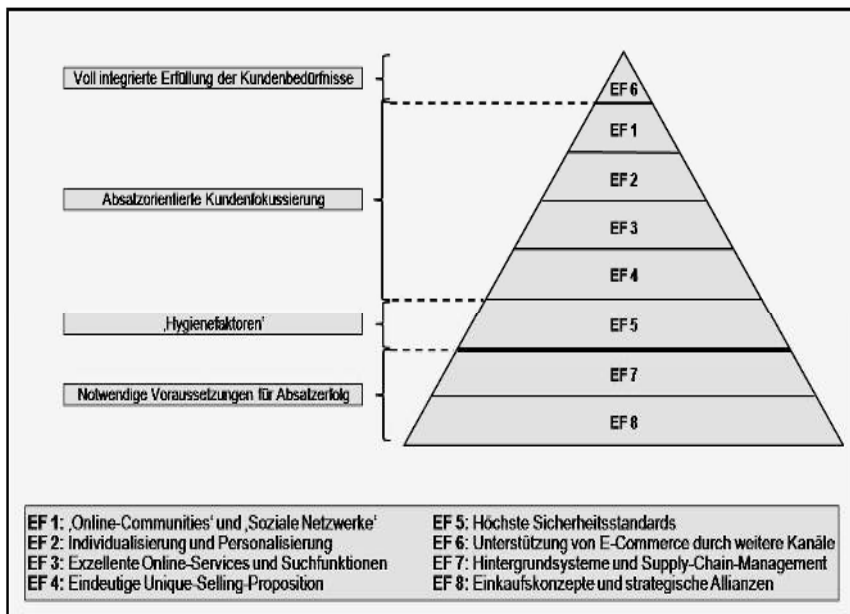 Voll integrierte Erfüllung der Kundenbedürfnisse
EF 6
EF 1
EF 2
Absatzorientierte Kundenfokussierung
EF 3
EF 4
‚Hygienefaktoren'
EF 5
EF 7
Notwendige Voraussetzungen für Absatzerfolg
EF 8
EF 1: ‚Online-Communities' und ‚Soziale Netzwerke'
EF 2: Individualisierung und Personalisierung
EF 3: Exzellente Online-Services und Suchfunktionen
EF 4: Eindeutige Unique-Selling-Proposition
EF 5: Höchste Sicherheitsstandards
EF 6: Unterstützung von E-Commerce durch weitere Kanäle
EF 7: Hintergrundsysteme und Supply-Chain-Management
EF 8: Einkaufskonzepte und strategische Allianzen